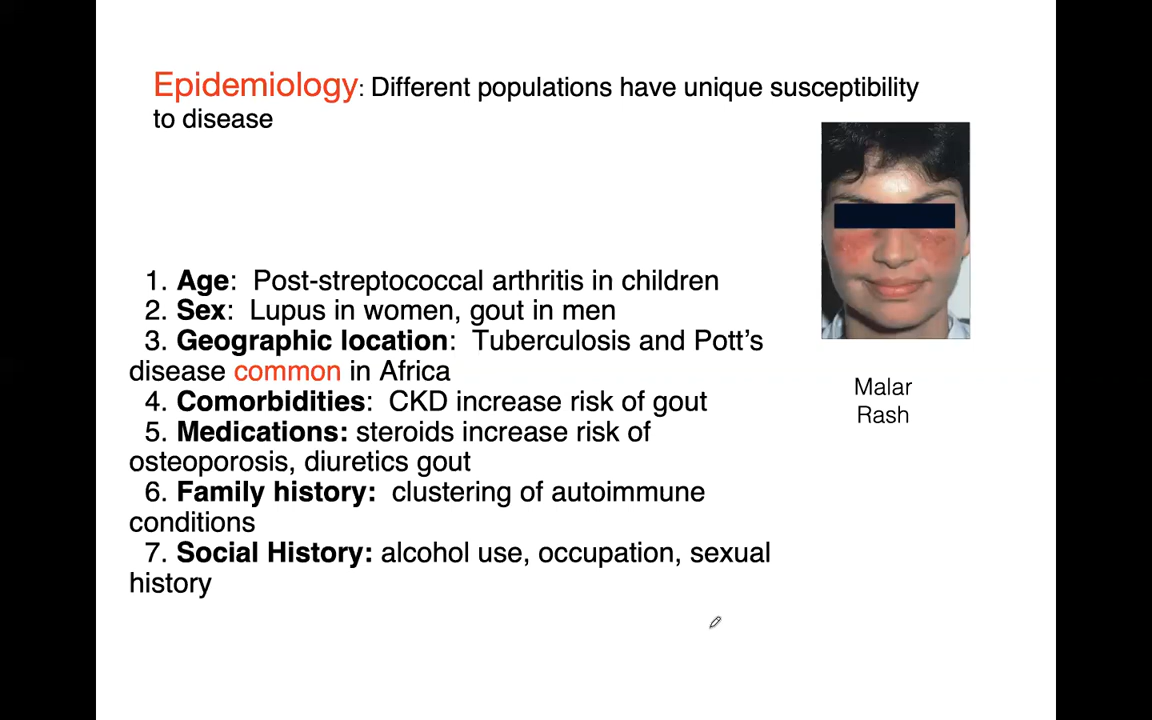 Epidemiology: Different populations have unique susceptibility
to disease
1. Age: Post-streptococcal arthritis in children
2. Sex: Lupus in women, gout in men
3. Geographic location: Tuberculosis and Pott's
disease common in Africa
4. Comorbidities: CKD increase risk of gout
5. Medications: steroids increase risk of
osteoporosis, diuretics gout
6. Family history: clustering of autoimmune
conditions
7. Social History: alcohol use, occupation, sexual
history
Malar
Rash